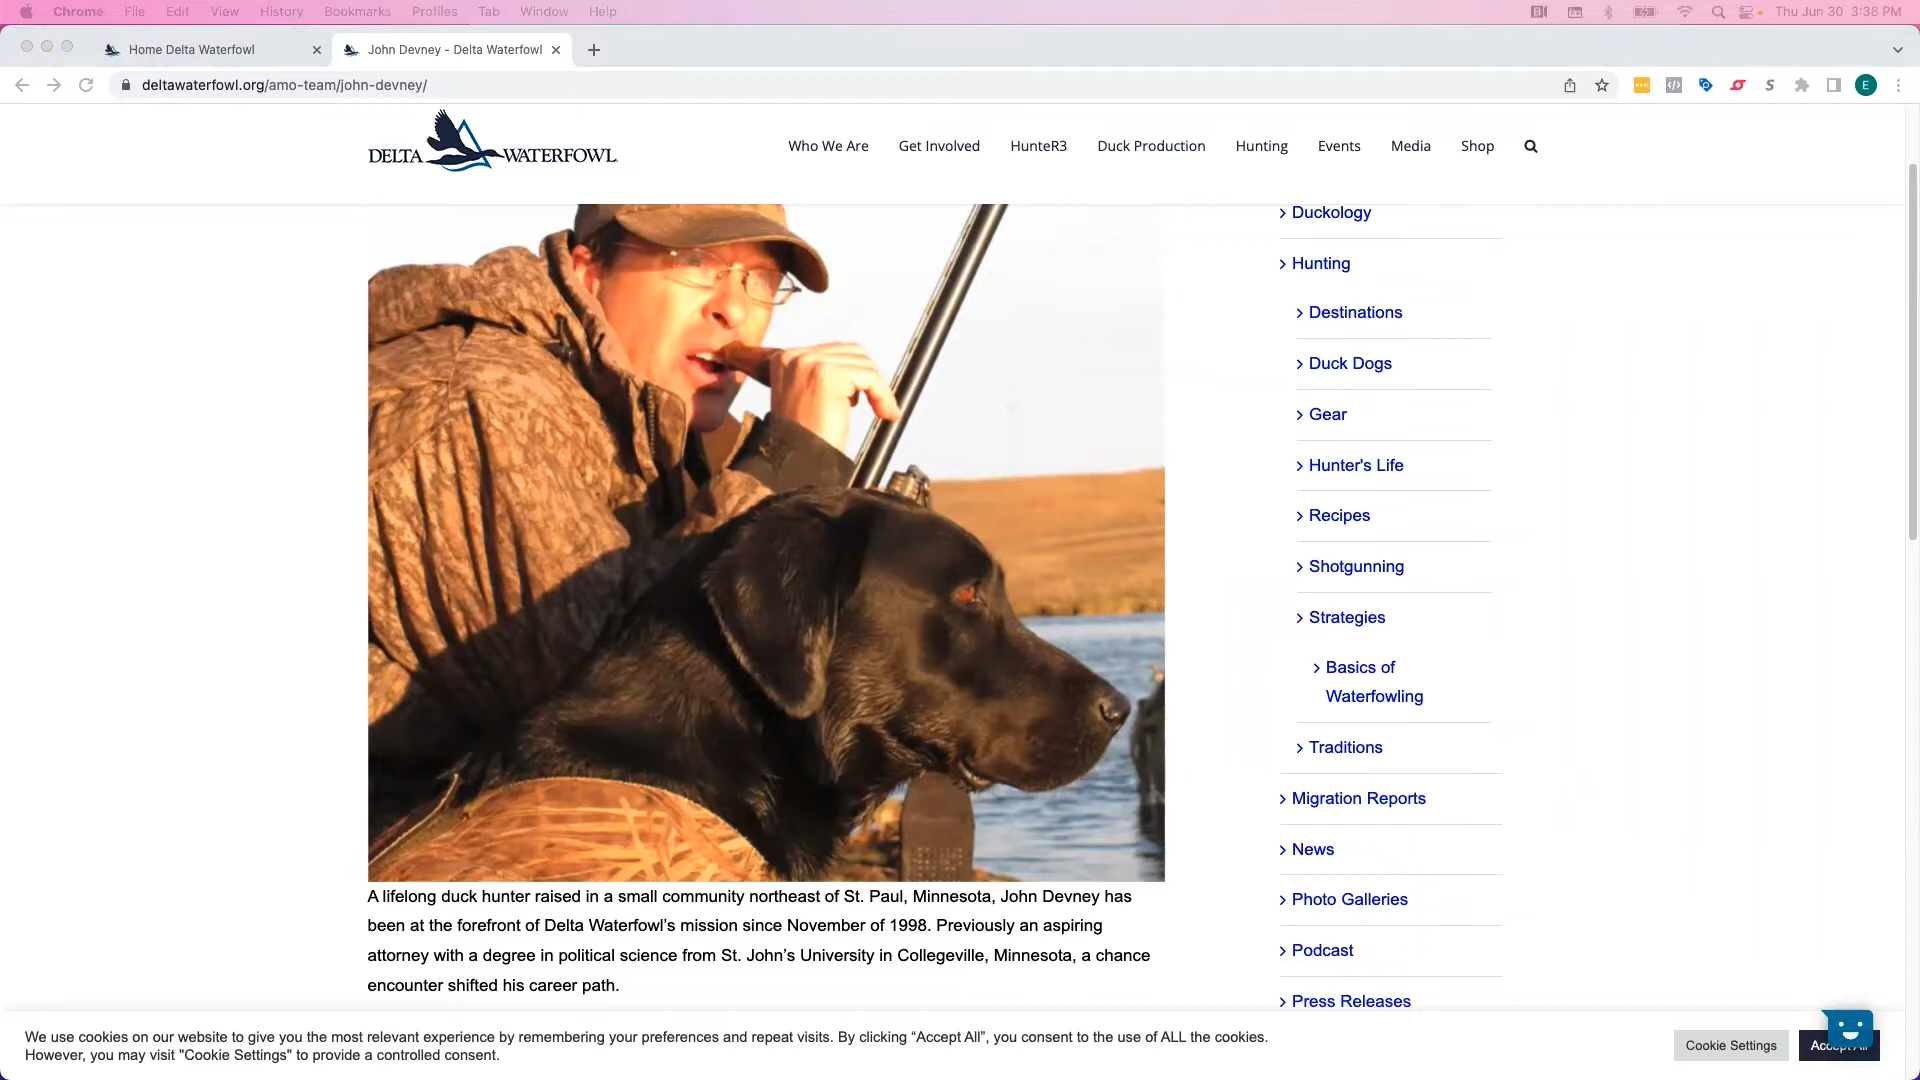 Chrome File Edit View History Bookmarks Profiles Tab Window Help Thu Jun 30 3:38 PM
Home Delta Waterfowl
John Devney - Delta Waterfowl
deltawaterfowl.org/amo-team/john-devney/
E
DELTA WATERFOWL
Who We Are Get Involved HunteR3 Duck Production Hunting Events Media Shop
Duckology
Hunting
Destinations
Duck Dogs
Gear
Hunter's Life
Recipes
Shotgunning
Strategies
Basics of
Waterfowling
Traditions
Migration Reports
News
Photo Galleries
Podcast
Press Releases
A lifelong duck hunter raised in a small community northeast of St. Paul, Minnesota, John Devney has
been at the forefront of Delta Waterfowl’s mission since November of 1998. Previously an aspiring
attorney with a degree in political science from St. John’s University in Collegeville, Minnesota, a chance
encounter shifted his career path.
We use cookies on our website to give you the most relevant experience by remembering your preferences and repeat visits. By clicking “Accept All”, you consent to the use of ALL the cookies.
However, you may visit "Cookie Settings" to provide a controlled consent.
Cookie Settings
Accept All